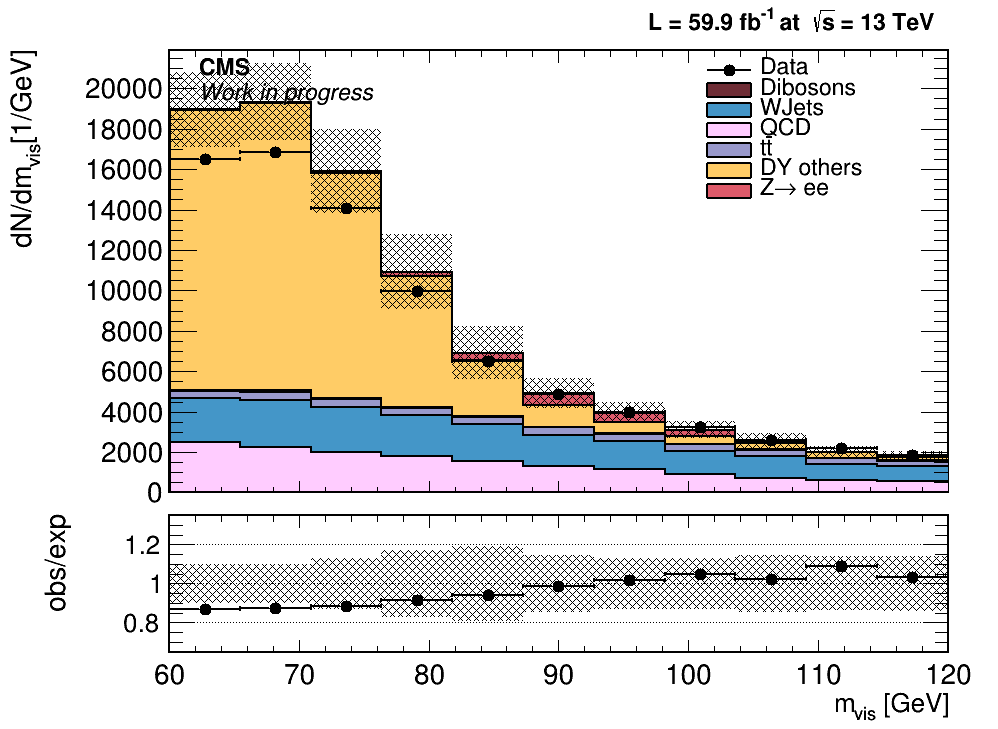 L = 59.9 fb⁻¹ at √s = 13 TeV
dN/dm_vis[1/GeV]
CMS
Work in progress
Data
Dibosons
WJets
QCD
tt̄
DY others
Z→ ee
20000
18000
16000
14000
12000
10000
8000
6000
4000
2000
0
obs/exp
1.2
1
0.8
60 70 80 90 100 110 120
m_vis [GeV]